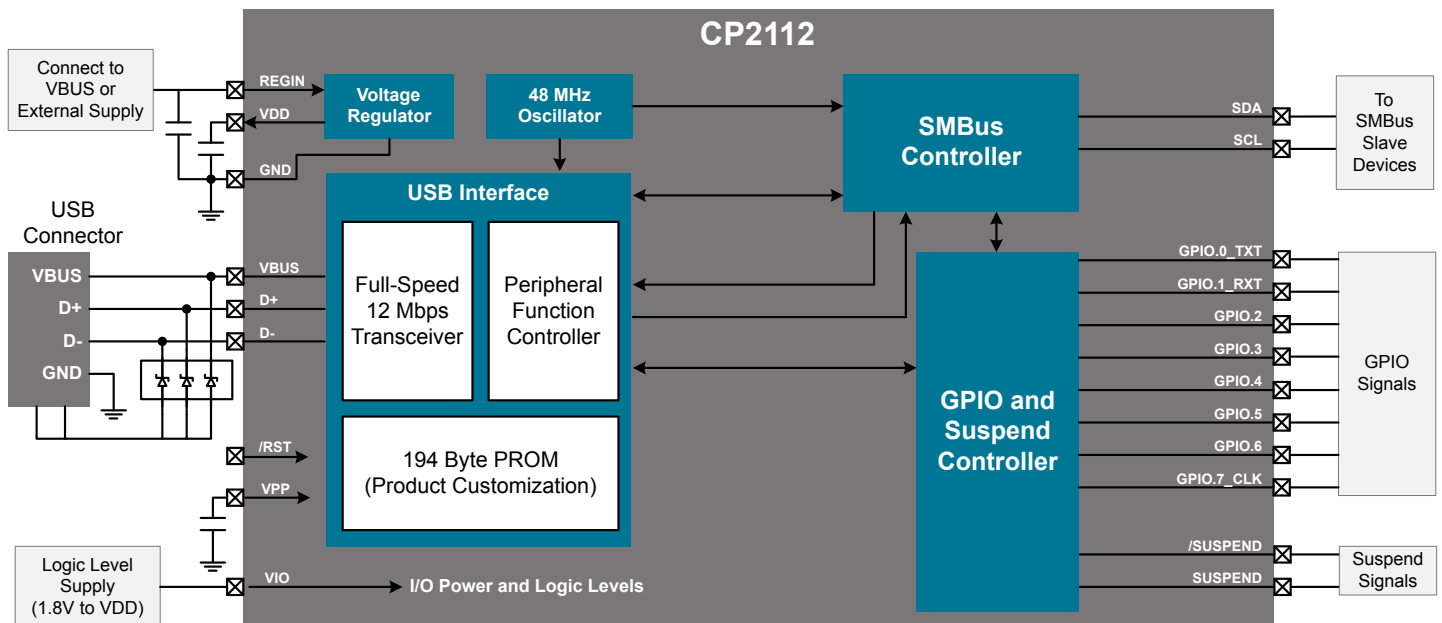 CP2112
Connect to
VBUS or
External Supply
REGIN
VDD
GND
Voltage
Regulator
48 MHz
Oscillator
SMBus
Controller
SDA
SCL
To
SMBus
Slave
Devices
USB
Connector
VBUS
D+
D-
GND
VBUS
D+
D-
USB Interface
Full-Speed
12 Mbps
Transceiver
Peripheral
Function
Controller
194 Byte PROM
(Product Customization)
/RST
VPP
GPIO and
Suspend
Controller
GPIO.0_TXT
GPIO.1_RXT
GPIO.2
GPIO.3
GPIO.4
GPIO.5
GPIO.6
GPIO.7_CLK
GPIO
Signals
/SUSPEND
SUSPEND
Suspend
Signals
Logic Level
Supply
(1.8V to VDD)
VIO
I/O Power and Logic Levels